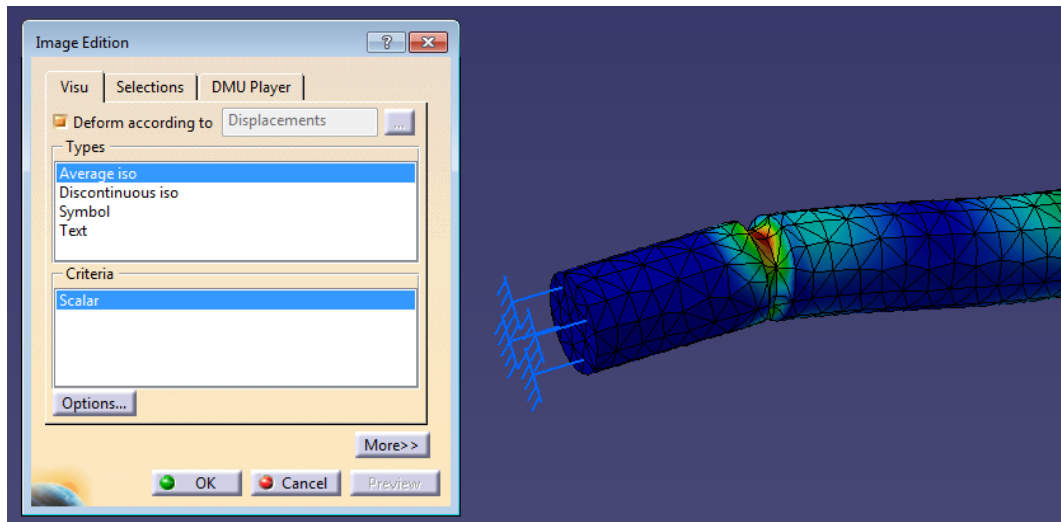 Image Edition
Visu Selections DMU Player
Deform according to Displacements ...
Types
Average iso
Discontinuous iso
Symbol
Text
Criteria
Scalar
Options...
More>>
OK Cancel Preview